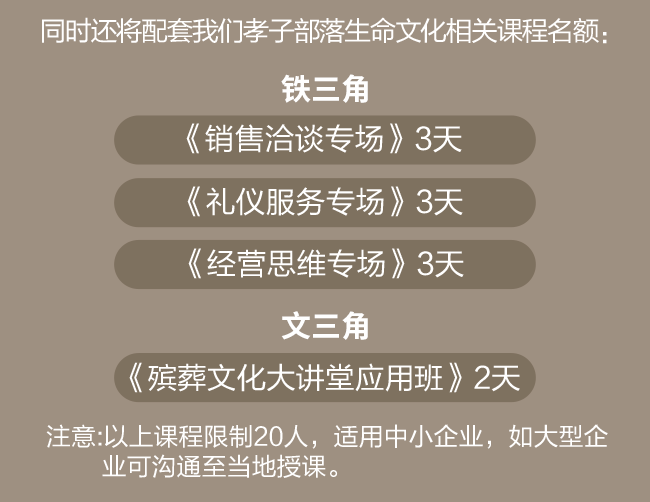 同时还将配套我们孝子部落生命文化相关课程名额：
铁三角
《销售洽谈专场》3天
《礼仪服务专场》3天
《经营思维专场》3天
文三角
《殡葬文化大讲堂应用班》2天
注意:以上课程限制20人，适用中小企业，如大型企
业可沟通至当地授课。